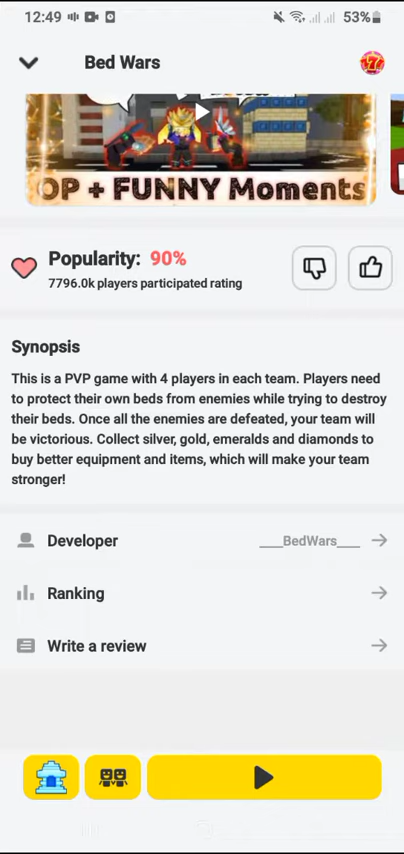 12:49
53%
Bed Wars
OP + FUNNY Moments
Popularity: 90%
7796.0k players participated rating
Synopsis
This is a PVP game with 4 players in each team. Players need
to protect their own beds from enemies while trying to destroy
their beds. Once all the enemies are defeated, your team will
be victorious. Collect silver, gold, emeralds and diamonds to
buy better equipment and items, which will make your team
stronger!
Developer ___BedWars___
Ranking
Write a review